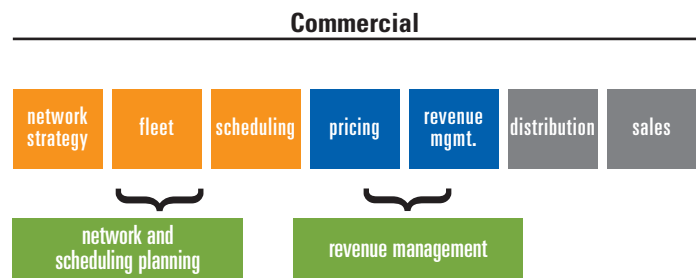 Commercial
network
strategy
fleet
scheduling
pricing
revenue
mgmt.
distribution
sales
network and
scheduling planning
revenue management